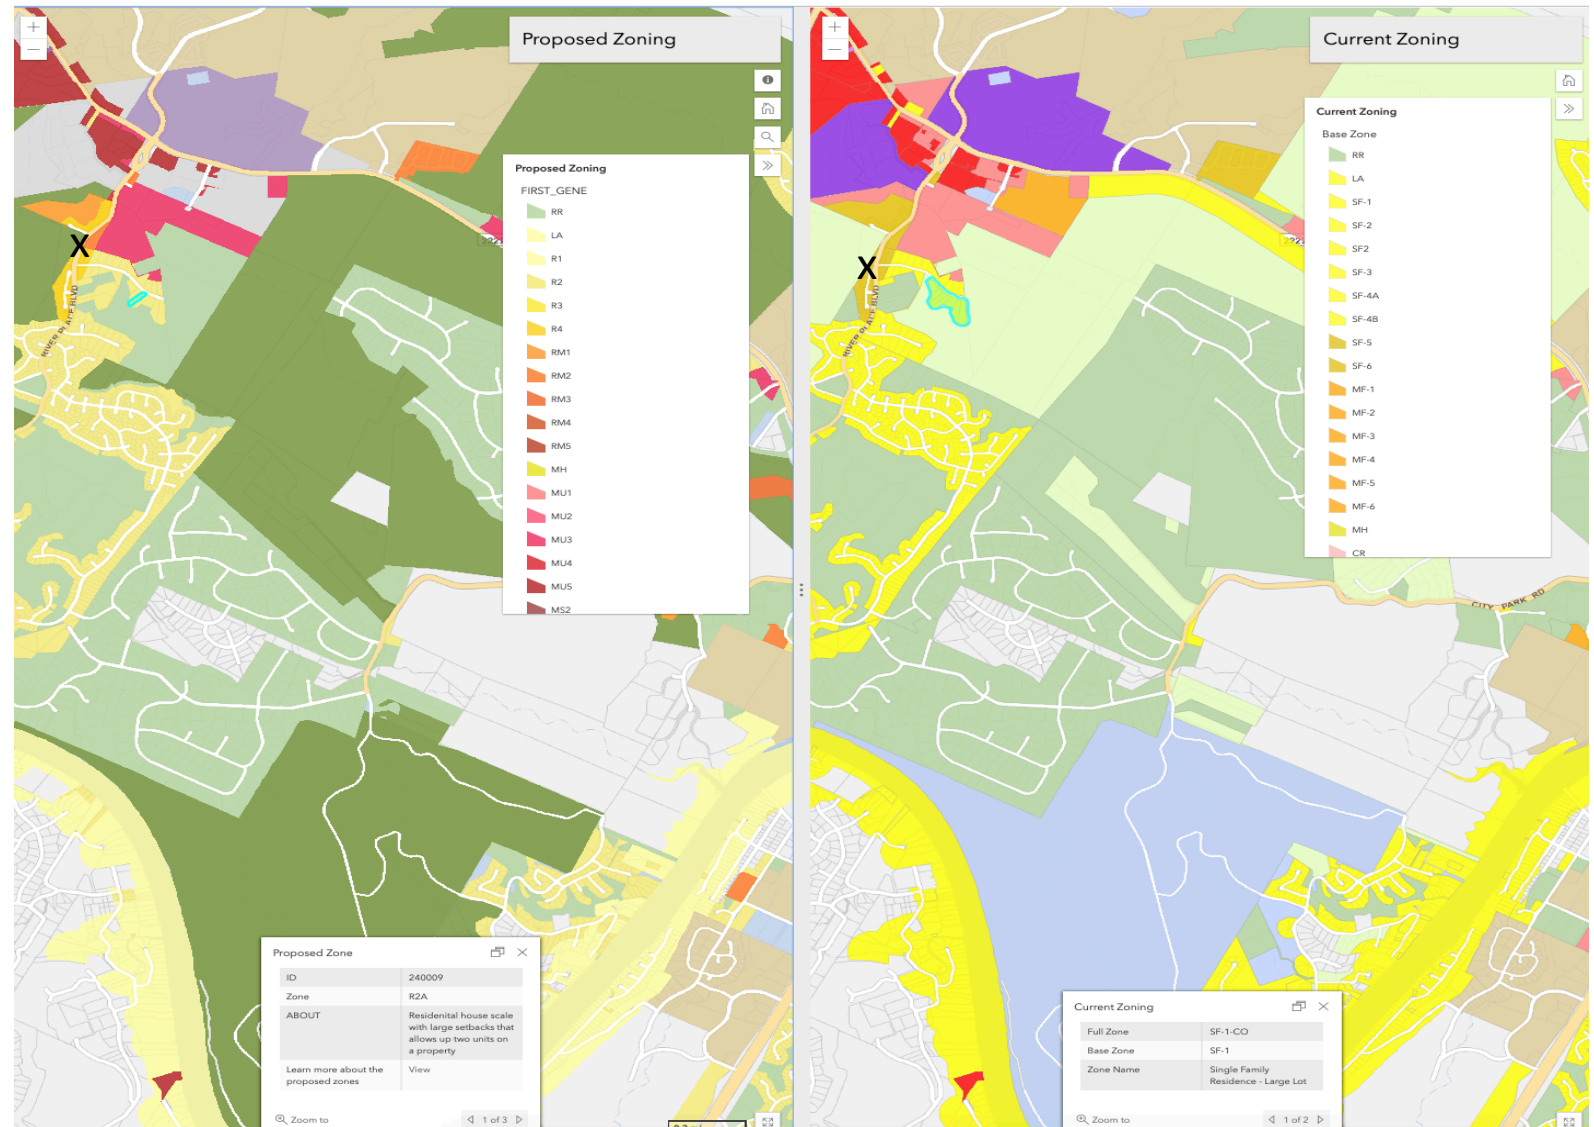 +
−
Proposed Zoning
Proposed Zoning
FIRST_GENE
RR
LA
R1
R2
R3
R4
RM1
RM2
RM3
RM4
RM5
MH
MU1
MU2
MU3
MU4
MU5
MS2
X
RIVER PLACE BLVD
2222
Proposed Zone
ID 240009
Zone R2A
ABOUT Residenital house scale
with large setbacks that
allows up two units on
a property
Learn more about the View
proposed zones
Zoom to 1 of 3
+
−
Current Zoning
Current Zoning
Base Zone
RR
LA
SF-1
SF-2
SF2
SF-3
SF-4A
SF-4B
SF-5
SF-6
MF-1
MF-2
MF-3
MF-4
MF-5
MF-6
MH
CR
X
RIVER PLACE BLVD
2222
CITY PARK RD
Current Zoning
Full Zone SF-1-CO
Base Zone SF-1
Zone Name Single Family
Residence - Large Lot
Zoom to 1 of 2